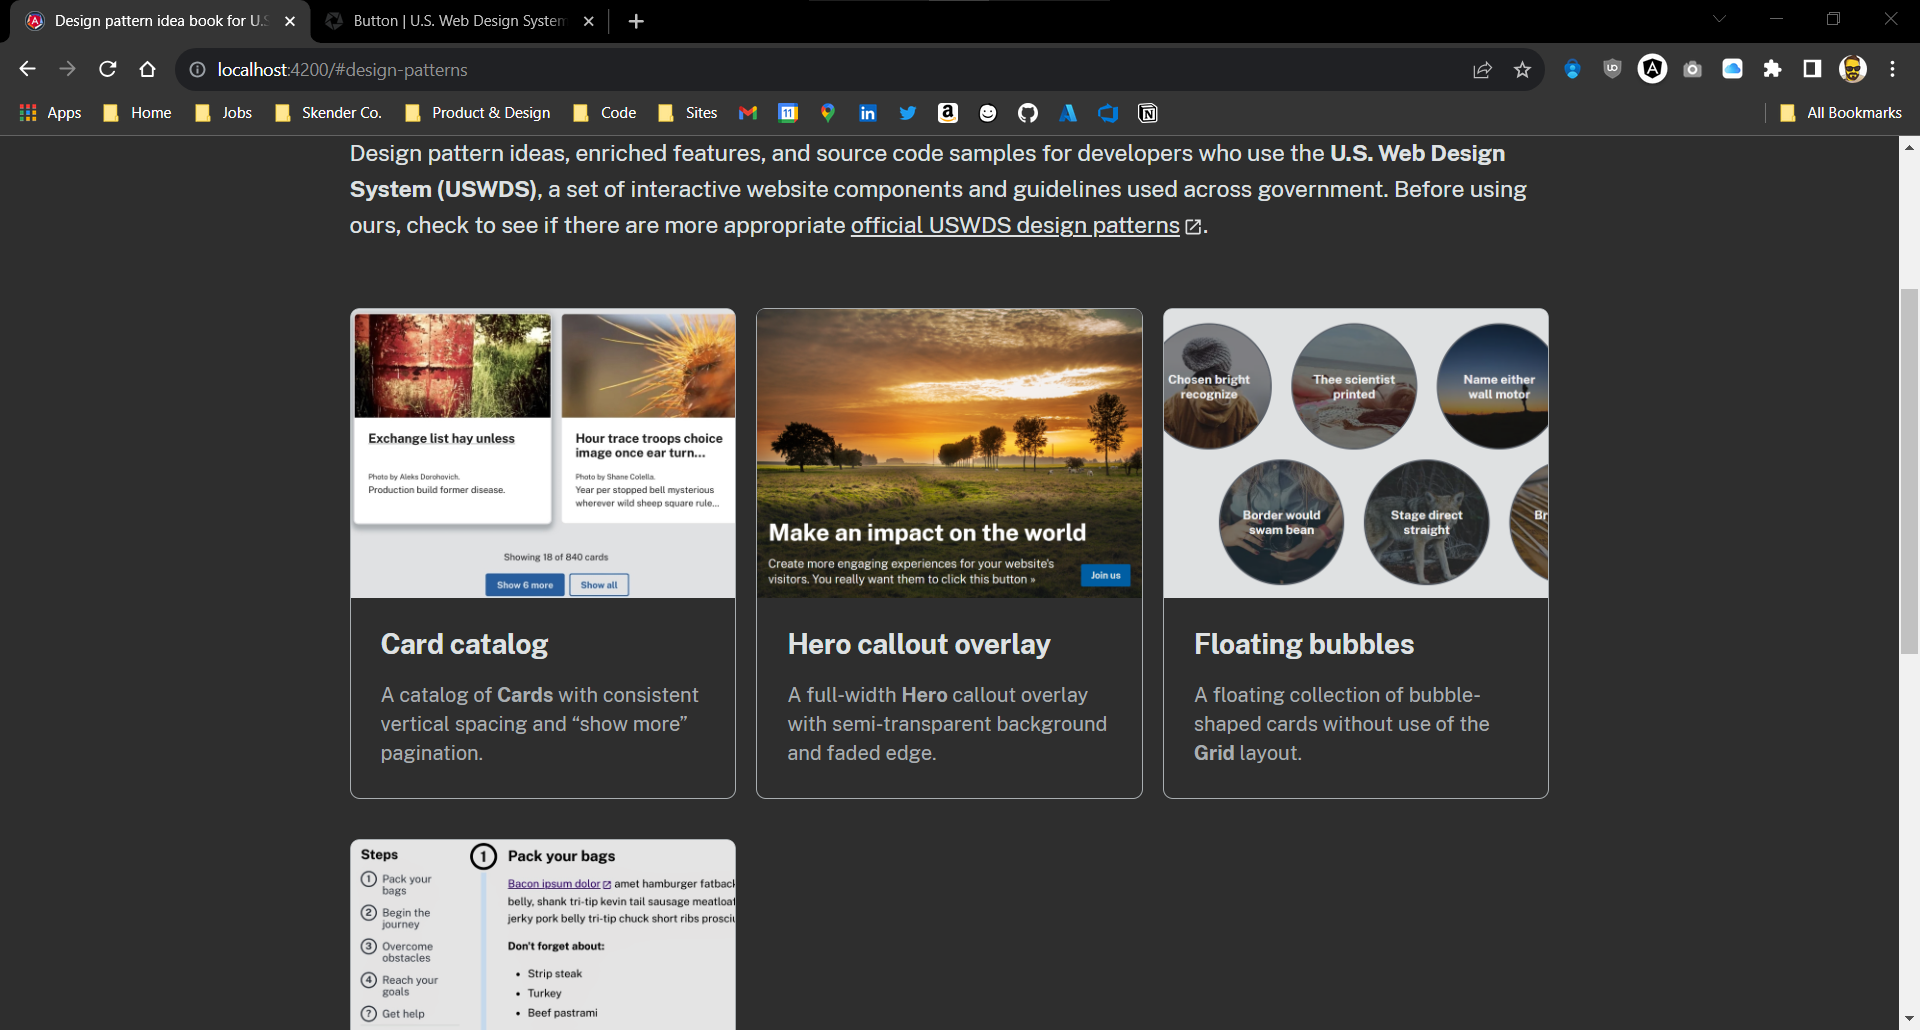 Design pattern idea book for U.S
Button | U.S. Web Design System
localhost:4200/#design-patterns
Apps
Home
Jobs
Skender Co.
Product & Design
Code
Sites
All Bookmarks
Design pattern ideas, enriched features, and source code samples for developers who use the U.S. Web Design
System (USWDS), a set of interactive website components and guidelines used across government. Before using
ours, check to see if there are more appropriate official USWDS design patterns.
Exchange list hay unless
Photo by Aleks Dorohovich.
Production build former disease.
Hour trace troops choice
image once ear turn...
Photo by Shane Colella.
Year per stopped bell mysterious
wherever wild sheep square rule...
Showing 18 of 840 cards
Show 6 more
Show all
Card catalog
A catalog of Cards with consistent
vertical spacing and “show more”
pagination.
Make an impact on the world
Create more engaging experiences for your website's
visitors. You really want them to click this button »
Join us
Hero callout overlay
A full-width Hero callout overlay
with semi-transparent background
and faded edge.
Chosen bright
recognize
Thee scientist
printed
Name either
wall motor
Border would
swam bean
Stage direct
straight
Br
Floating bubbles
A floating collection of bubble-
shaped cards without use of the
Grid layout.
Steps
1 Pack your
bags
2 Begin the
journey
3 Overcome
obstacles
4 Reach your
goals
? Get help
1 Pack your bags
Bacon ipsum dolor amet hamburger fatback
belly, shank tri-tip kevin tail sausage meatloaf
jerky pork belly tri-tip chuck short ribs prosciu
Don't forget about:
• Strip steak
• Turkey
• Beef pastrami